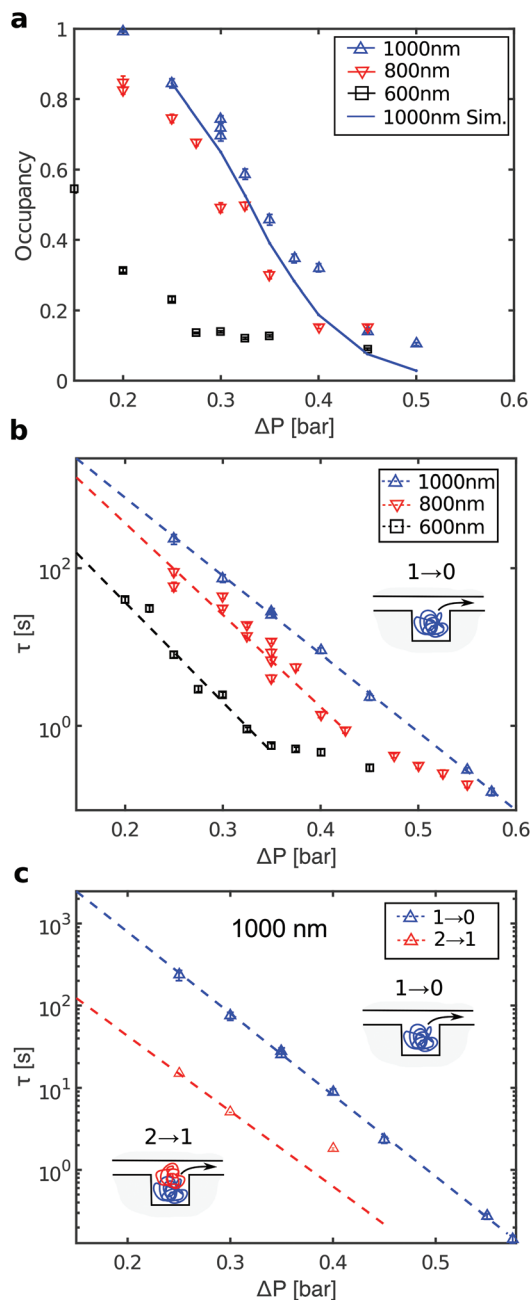 a
1
0.8
0.6
0.4
0.2
0
Occupancy
1000nm
800nm
600nm
1000nm Sim.
0.2 0.3 0.4 0.5 0.6
ΔP [bar]
b
10²
10⁰
τ [s]
1000nm
800nm
600nm
1→0
0.2 0.3 0.4 0.5 0.6
ΔP [bar]
c
10³
10²
10¹
10⁰
τ [s]
1000 nm
1→0
2→1
1→0
2→1
0.2 0.3 0.4 0.5
ΔP [bar]